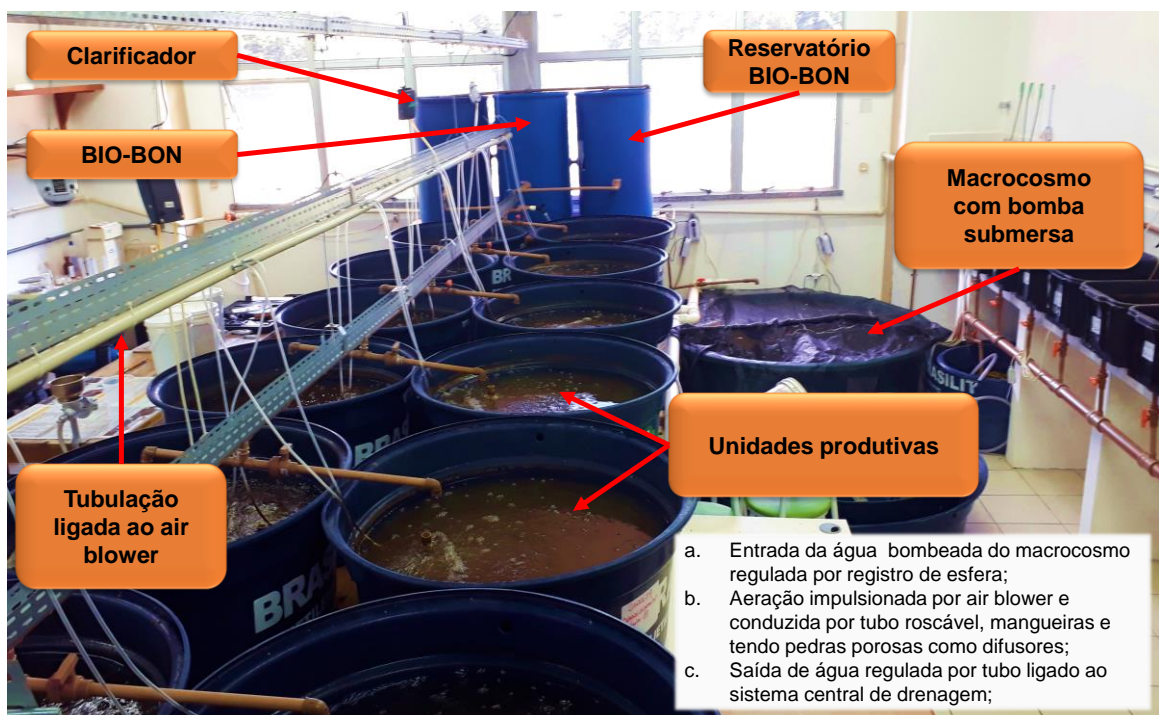 Clarificador
Reservatório
BIO-BON
BIO-BON
Macrocosmo
com bomba
submersa
BR
BRASILIT
Unidades produtivas
Tubulação
ligada ao air
blower
BRAS
BRAS
a. Entrada da água bombeada do macrocosmo
regulada por registro de esfera;
b. Aeração impulsionada por air blower e
conduzida por tubo roscável, mangueiras e
tendo pedras porosas como difusores;
c. Saída de água regulada por tubo ligado ao
sistema central de drenagem;